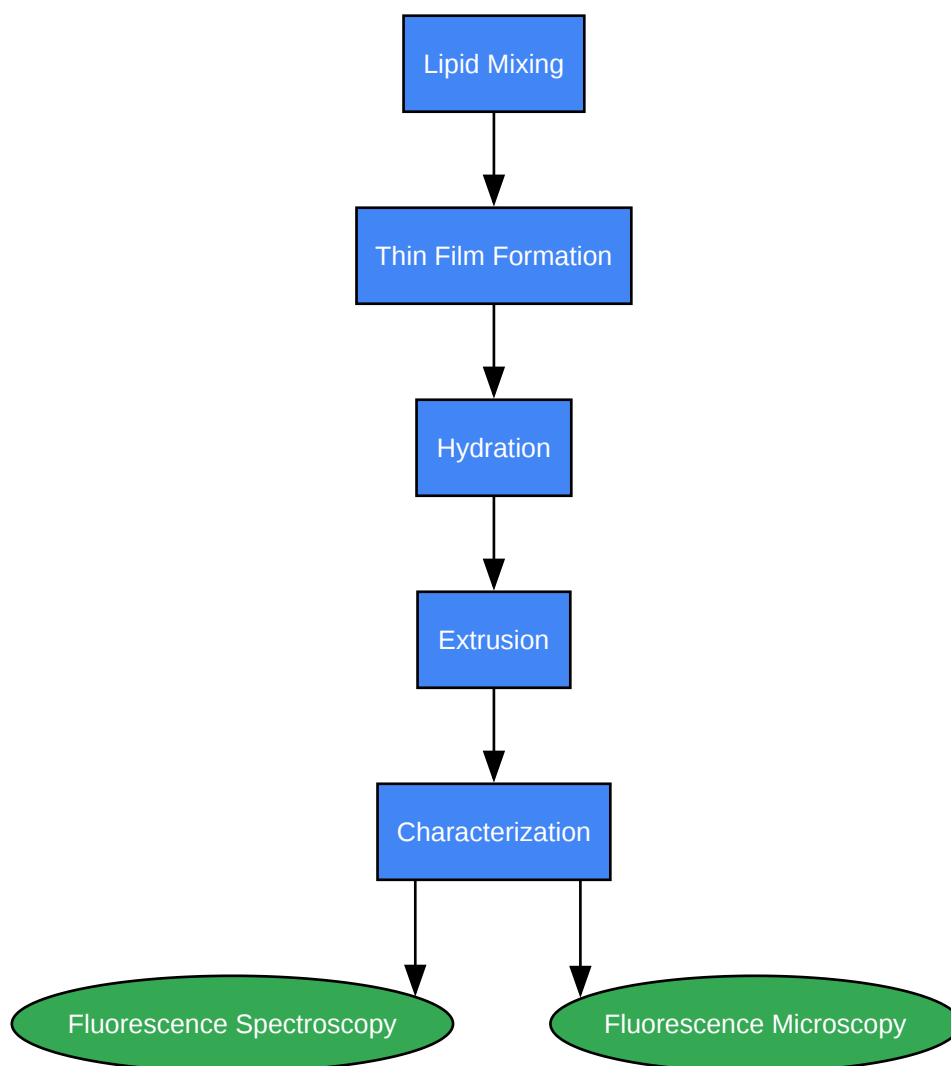 Lipid Mixing
Thin Film Formation
Hydration
Extrusion
Characterization
Fluorescence Spectroscopy
Fluorescence Microscopy